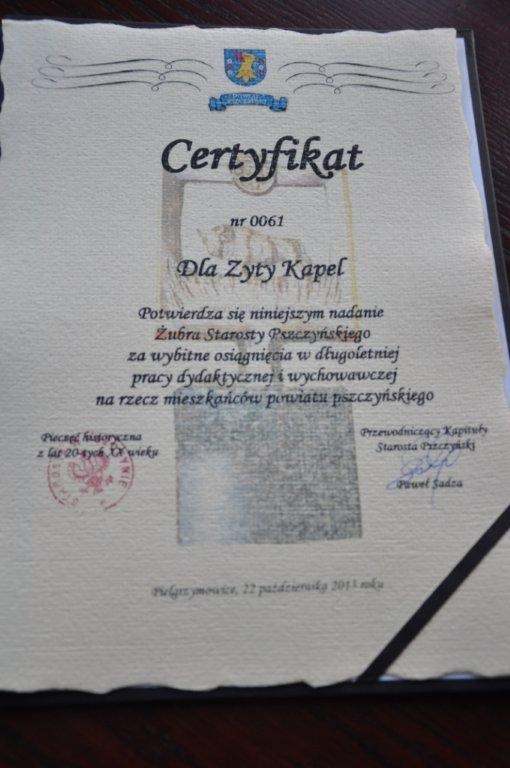 POWIAT
PSZCZYŃSKI
Certyfikat
nr 0061
Dla Zyty Kapel
Potwierdza się niniejszym nadanie
Żubra Starosty Pszczyńskiego
za wybitne osiągnięcia w długoletniej
pracy dydaktycznej i wychowawczej
na rzecz mieszkańców powiatu pszczyńskiego
Pieczęć historyczna
z lat 20-tych XX wieku
Przewodniczący Kapituły
Starosta Pszczyński
Paweł Sadza
Pielgrzymowice, 22 października 2013 roku